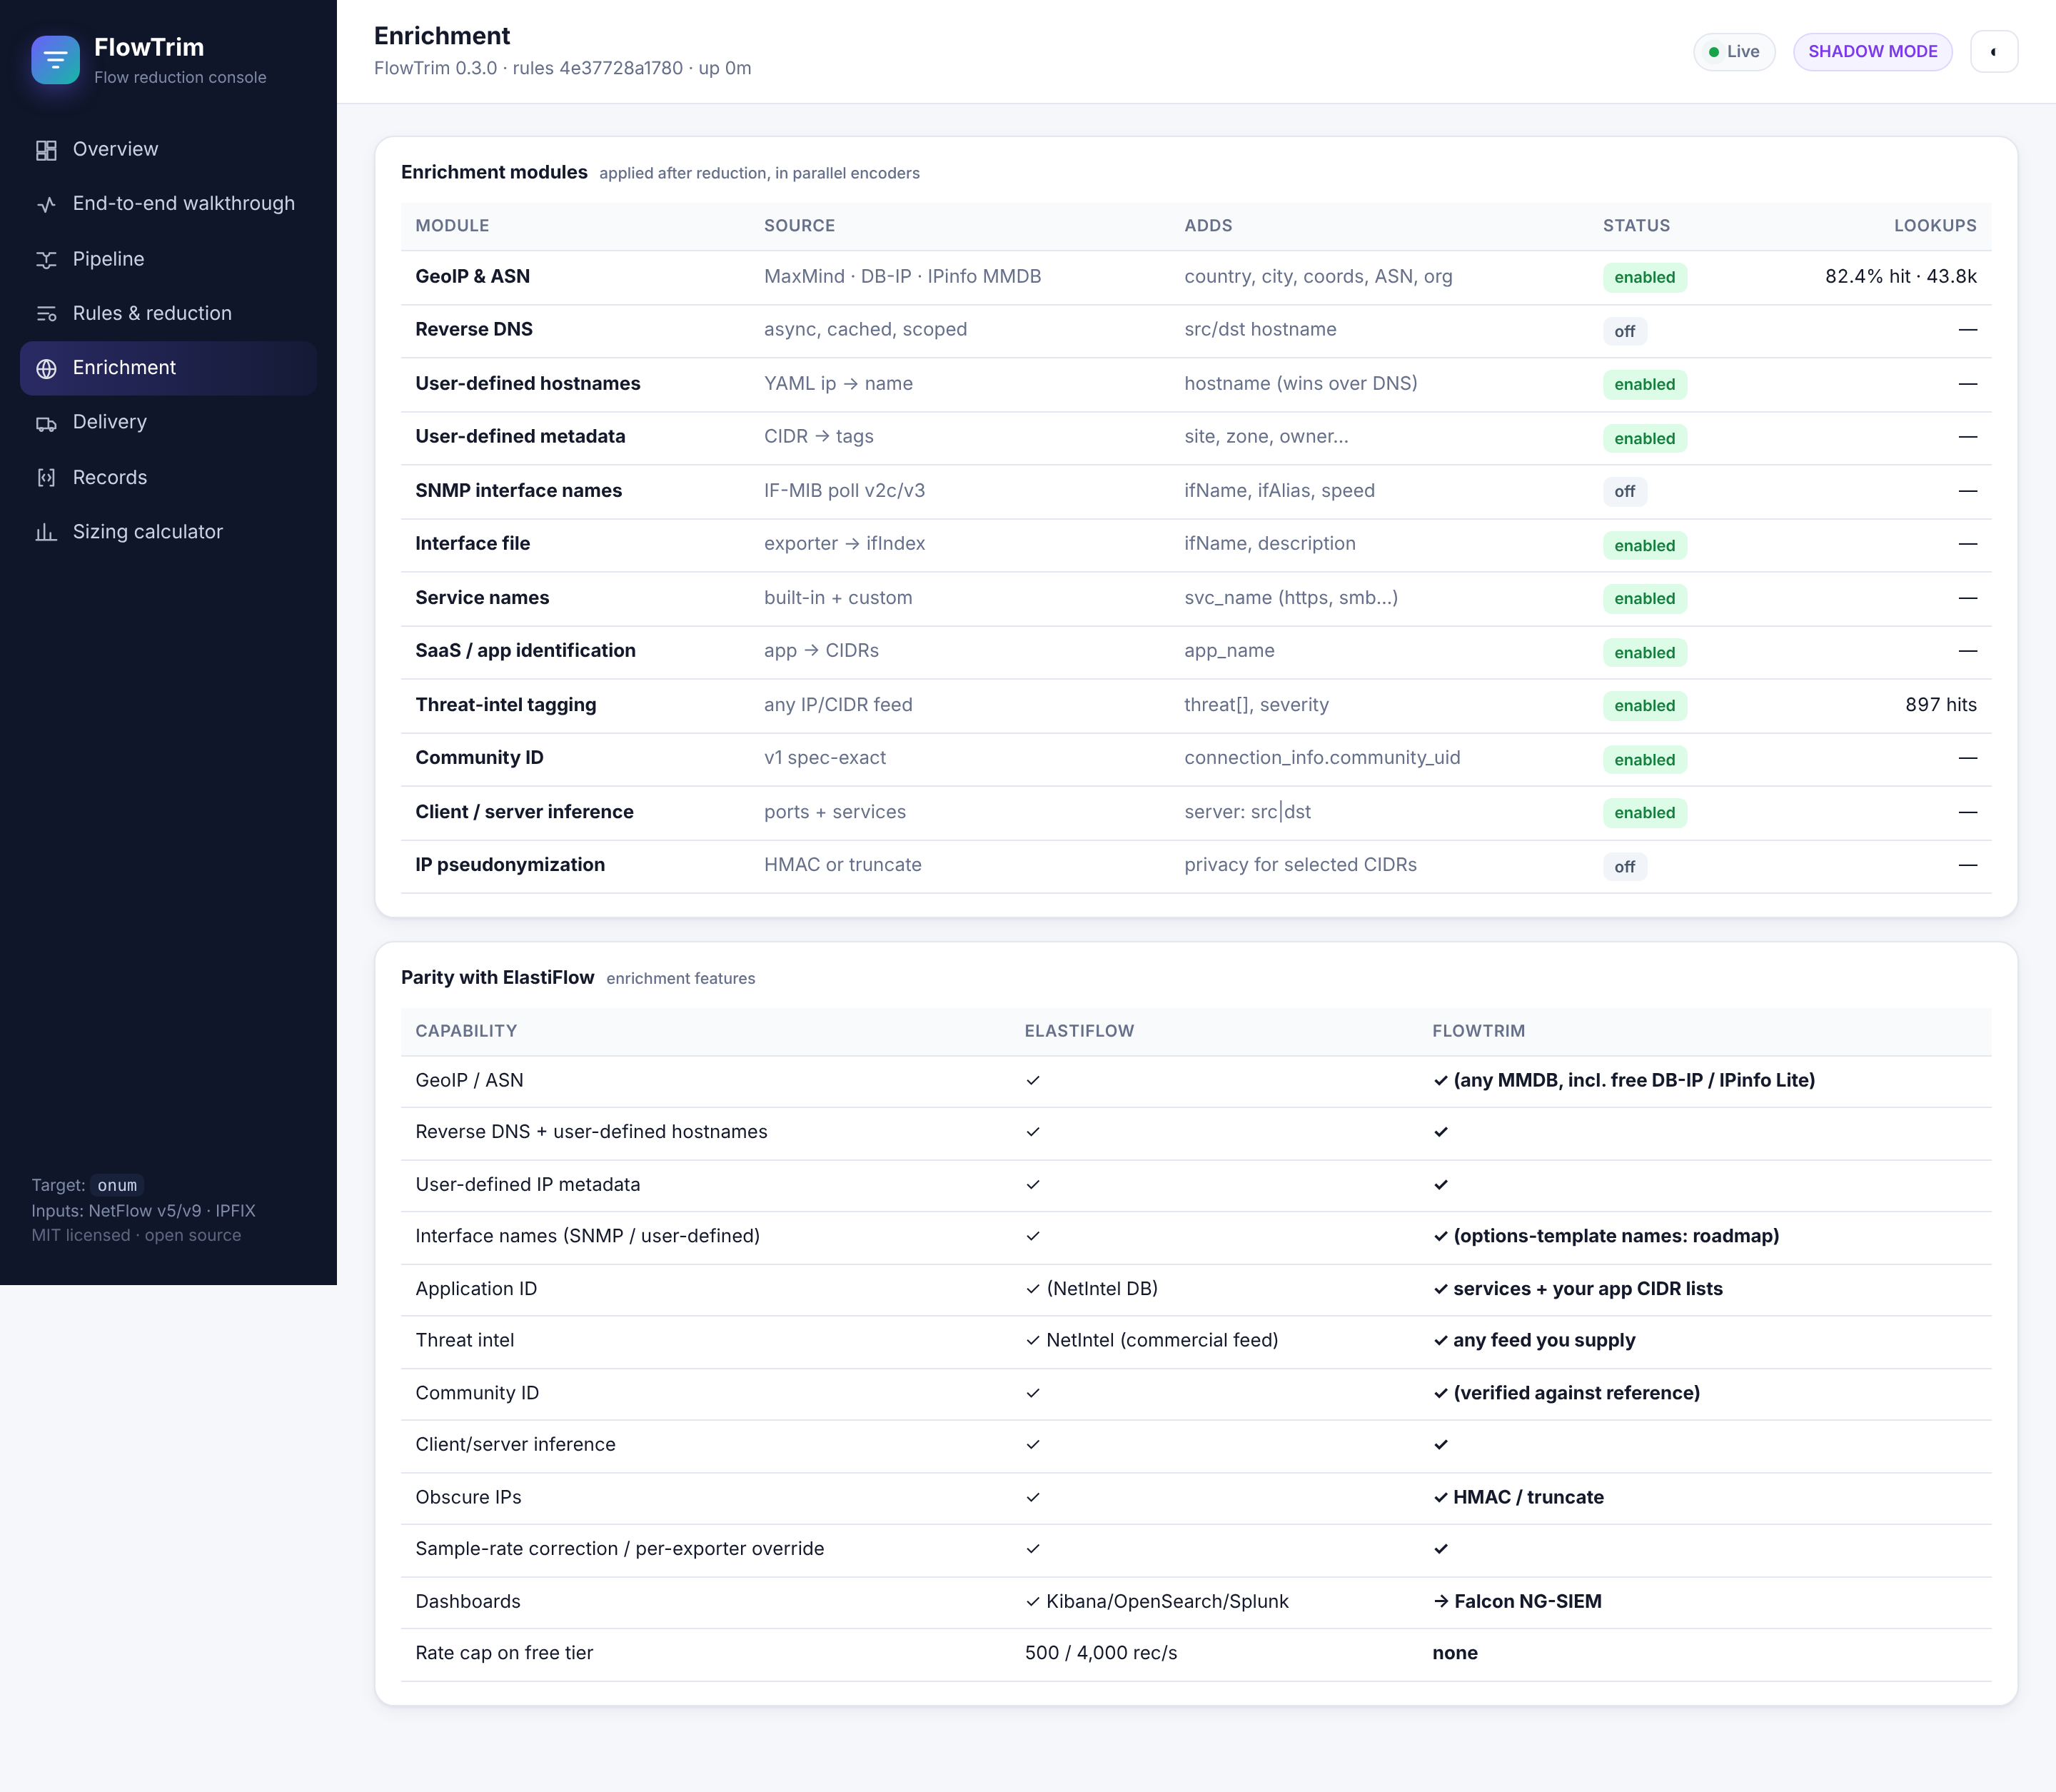 FlowTrim
Flow reduction console
Overview
End-to-end walkthrough
Pipeline
Rules & reduction
Enrichment
Delivery
Records
Sizing calculator
Target: onum
Inputs: NetFlow v5/v9 · IPFIX
MIT licensed · open source
Enrichment
FlowTrim 0.3.0 · rules 4e37728a1780 · up 0m
Live
SHADOW MODE
Enrichment modules applied after reduction, in parallel encoders
MODULE SOURCE ADDS STATUS LOOKUPS
GeoIP & ASN MaxMind · DB-IP · IPinfo MMDB country, city, coords, ASN, org enabled 82.4% hit · 43.8k
Reverse DNS async, cached, scoped src/dst hostname off —
User-defined hostnames YAML ip → name hostname (wins over DNS) enabled —
User-defined metadata CIDR → tags site, zone, owner... enabled —
SNMP interface names IF-MIB poll v2c/v3 ifName, ifAlias, speed off —
Interface file exporter → ifIndex ifName, description enabled —
Service names built-in + custom svc_name (https, smb...) enabled —
SaaS / app identification app → CIDRs app_name enabled —
Threat-intel tagging any IP/CIDR feed threat[], severity enabled 897 hits
Community ID v1 spec-exact connection_info.community_uid enabled —
Client / server inference ports + services server: src|dst enabled —
IP pseudonymization HMAC or truncate privacy for selected CIDRs off —
Parity with ElastiFlow enrichment features
CAPABILITY ELASTIFLOW FLOWTRIM
GeoIP / ASN ✓ ✓ (any MMDB, incl. free DB-IP / IPinfo Lite)
Reverse DNS + user-defined hostnames ✓ ✓
User-defined IP metadata ✓ ✓
Interface names (SNMP / user-defined) ✓ ✓ (options-template names: roadmap)
Application ID ✓ (NetIntel DB) ✓ services + your app CIDR lists
Threat intel ✓ NetIntel (commercial feed) ✓ any feed you supply
Community ID ✓ ✓ (verified against reference)
Client/server inference ✓ ✓
Obscure IPs ✓ ✓ HMAC / truncate
Sample-rate correction / per-exporter override ✓ ✓
Dashboards ✓ Kibana/OpenSearch/Splunk → Falcon NG-SIEM
Rate cap on free tier 500 / 4,000 rec/s none